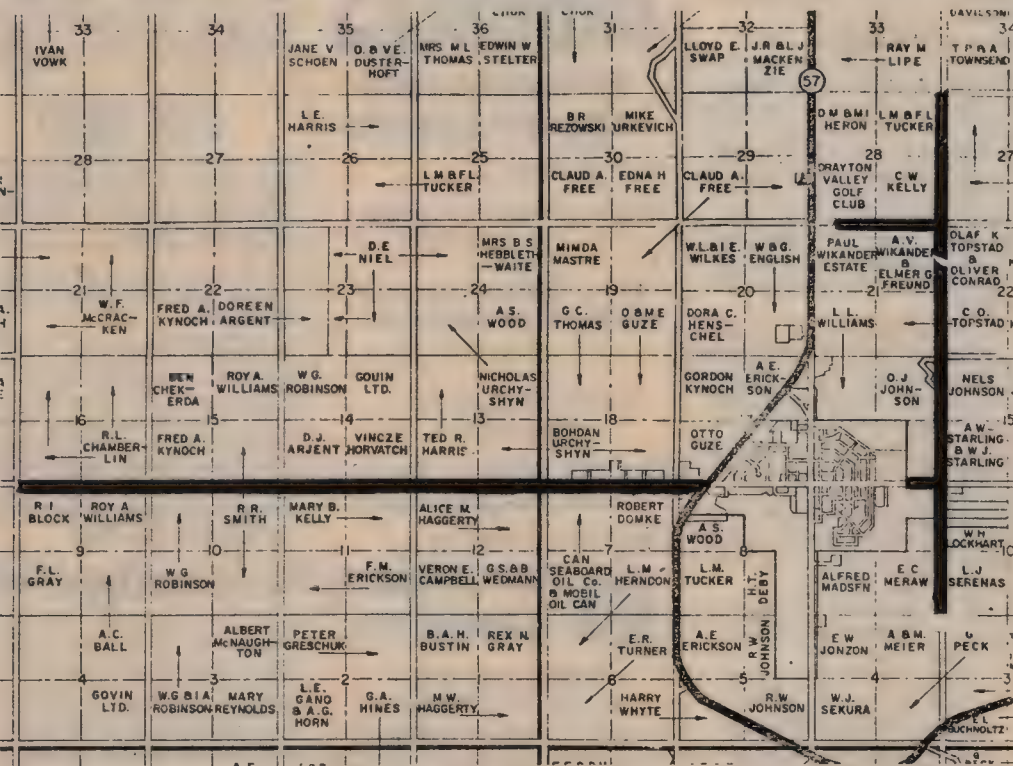 33
34
35
36
32
33
34
IVAN
VOWK
JANE V
SCHOEN
O. & V.E.
DUSTER-
HOFT
MRS M L
THOMAS
EDWIN W
STELTER
LLOYD E.
SWAP
J.R & L J
MACKEN
ZIE
57
RAY M
LIPE
T P & A
TOWNSEND
L.E.
HARRIS
B R
REZOWSKI
MIKE
URKEVICH
D M & M I
HERON
L M & F L
TUCKER
28
27
26
25
30
29
28
27
L M & F L
TUCKER
CLAUD A.
FREE
EDNA H
FREE
CLAUD A.
FREE
DRAYTON
VALLEY
GOLF
CLUB
C W
KELLY
D.E
NIEL
MRS B S
HEBBLETH
-WAITE
MINDA
MASTRE
W.L. & I E.
WILKES
W & G.
ENGLISH
PAUL
WIKANDER
ESTATE
A. V.
WIKANDER
&
ELMER G
FREUND
OLAF K
TOPSTAD
&
OLIVER
CONRAD
21
22
23
24
19
20
21
22
W. F.
McCRAC-
KEN
FRED A.
KYNOCH
DOREEN
ARGENT
A S.
WOOD
G C.
THOMAS
O & M E
GUZE
DORA C.
HENS-
CHEL
L L.
WILLIAMS
C O.
TOPSTAD
BEN
CHEK-
ERDA
ROY A.
WILLIAMS
W G.
ROBINSON
GOUIN
LTD.
NICHOLAS
URCHY-
SHYN
GORDON
KYNOCH
A E.
ERICK-
SON
O. J
JOHN-
SON
NELS
JOHNSON
16
15
14
13
18
R.L.
CHAMBER-
LIN
FRED A.
KYNOCH
D. J.
ARJENT
VINCZE
HORVATCH
TED R.
HARRIS
BOHDAN
URCHY-
SHYN
OTTO
GUZE
A W-
STARLING
& W J.
STARLING
R I
BLOCK
ROY A
WILLIAMS
R R.
SMITH
MARY B.
KELLY
ALICE M.
HAGGERTY
ROBERT
DOMKE
A S.
WOOD
W H
LOCKHART
9
10
11
12
7
8
10
F. L.
GRAY
W G
ROBINSON
F. M.
ERICKSON
VERON E.
CAMPBELL
G S. & B
WEDMANN
CAN
SEABOARD
OIL Co.
& MOBIL
OIL CAN
L. M
HERNDON
L. M.
TUCKER
H. T.
DEBY
ALFRED
MADSEN
E C
MERAW
L. J
SERENAS
A. C.
BALL
ALBERT
McNAUGH-
TON
PETER
GRESCHUK
B. A. H.
BUSTIN
REX N.
GRAY
E. R.
TURNER
A. E
ERICKSON
R W
JOHNSON
E W
JONZON
A & M.
MEIER
PECK
4
2
1
6
5
4
3
GOVIN
LTD.
W. G & I A
ROBINSON
MARY
REYNOLDS
L. E.
GANO
& A. G.
HORN
G. A.
HINES
M. W.
HAGGERTY
HARRY
WHYTE
R. W
JOHNSON
W. J.
SEKURA
E L
BUCHHOLTZ